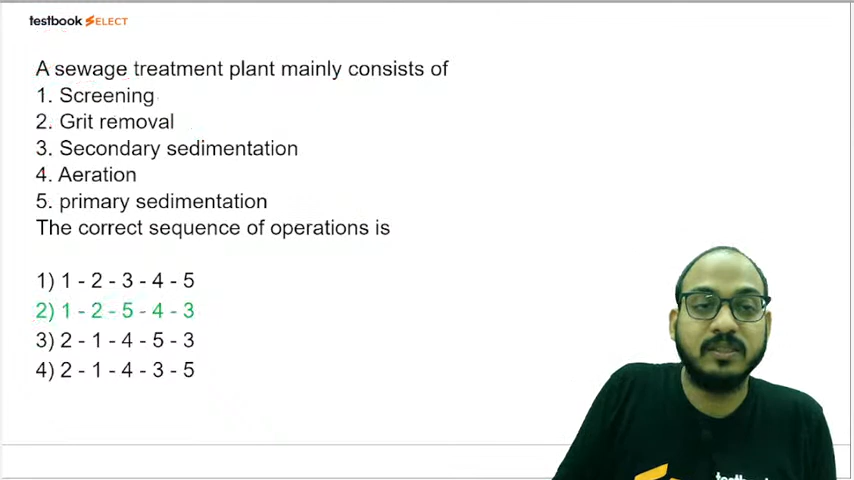 testbook SELECT
A sewage treatment plant mainly consists of
1. Screening
2. Grit removal
3. Secondary sedimentation
4. Aeration
5. primary sedimentation
The correct sequence of operations is
1) 1 - 2 - 3 - 4 - 5
2) 1 - 2 - 5 - 4 - 3
3) 2 - 1 - 4 - 5 - 3
4) 2 - 1 - 4 - 3 - 5